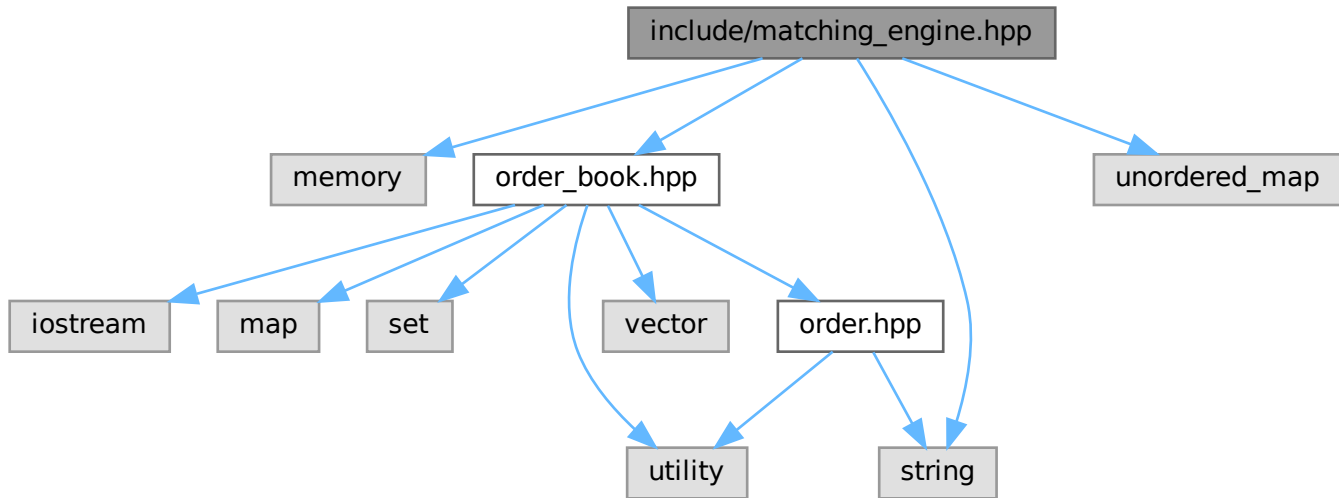 include/matching_engine.hpp
memory
order_book.hpp
unordered_map
iostream
map
set
vector
order.hpp
utility
string